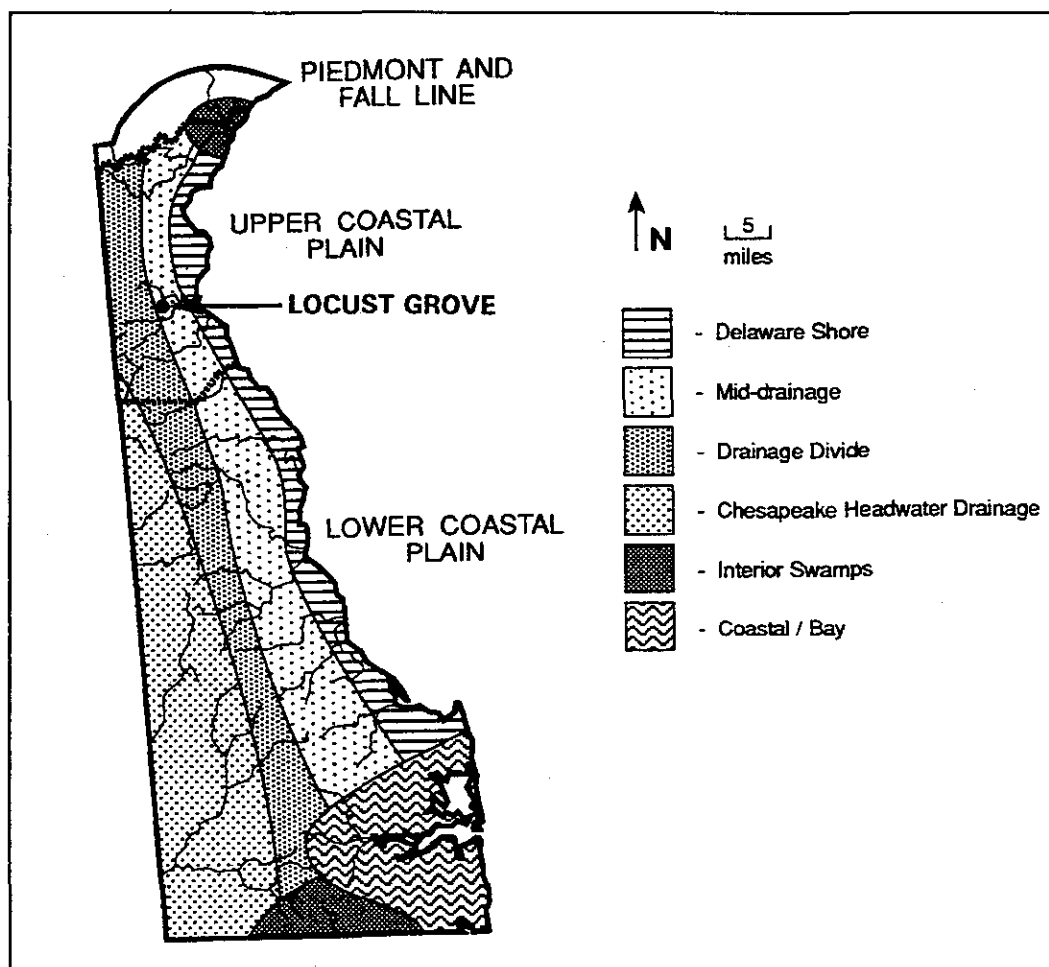 PIEDMONT AND
FALL LINE
UPPER COASTAL
PLAIN
LOCUST GROVE
LOWER COASTAL
PLAIN
N
5
miles
- Delaware Shore
- Mid-drainage
- Drainage Divide
- Chesapeake Headwater Drainage
- Interior Swamps
- Coastal / Bay